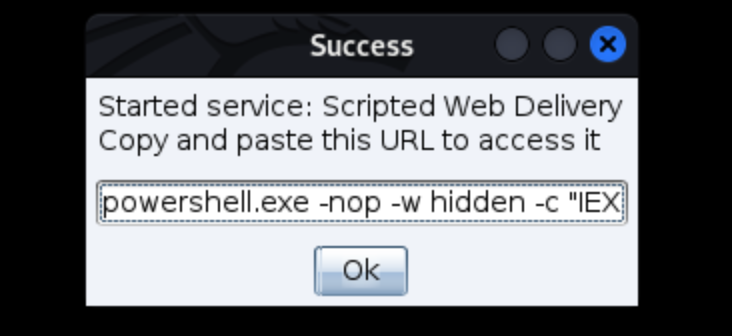 Success
Started service: Scripted Web Delivery
Copy and paste this URL to access it
powershell.exe -nop -w hidden -c "IEX
Ok